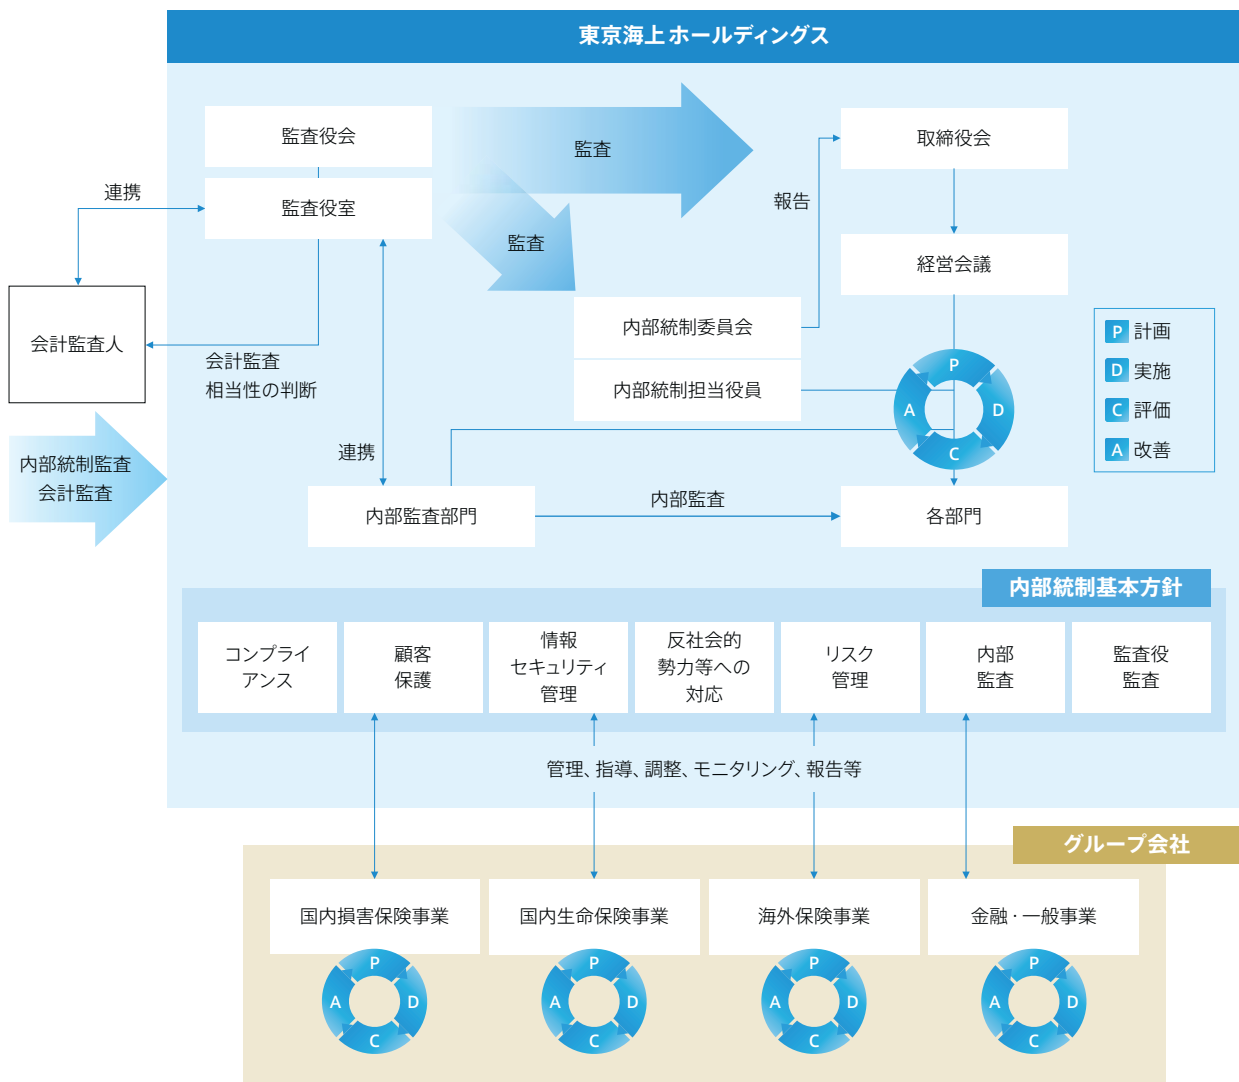 東京海上ホールディングス
監査役会
監査役室
監査
監査
連携
会計監査人
会計監査
相当性の判断
内部統制監査
会計監査
連携
報告
取締役会
経営会議
内部統制委員会
内部統制担当役員
P
D
C
A
P 計画
D 実施
C 評価
A 改善
内部監査部門
内部監査
各部門
内部統制基本方針
コンプライ
アンス
顧客
保護
情報
セキュリティ
管理
反社会的
勢力等への
対応
リスク
管理
内部
監査
監査役
監査
管理、指導、調整、モニタリング、報告等
グループ会社
国内損害保険事業
国内生命保険事業
海外保険事業
金融・一般事業
P
D
C
A
P
D
C
A
P
D
C
A
P
D
C
A